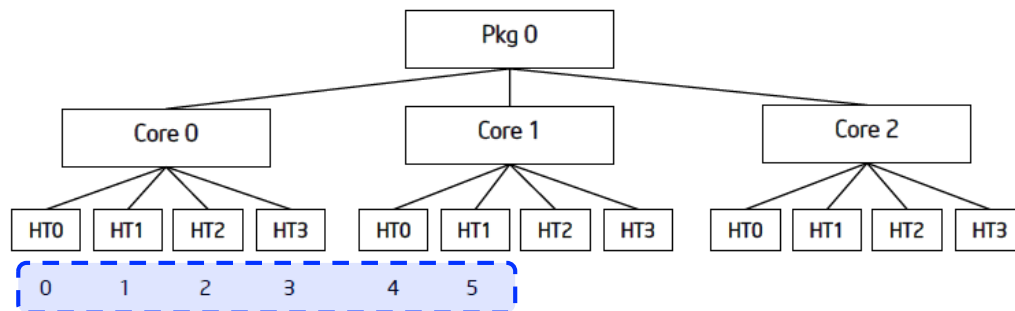 Pkg 0
Core 0 Core 1 Core 2
HT0 HT1 HT2 HT3 HT0 HT1 HT2 HT3 HT0 HT1 HT2 HT3
0 1 2 3 4 5